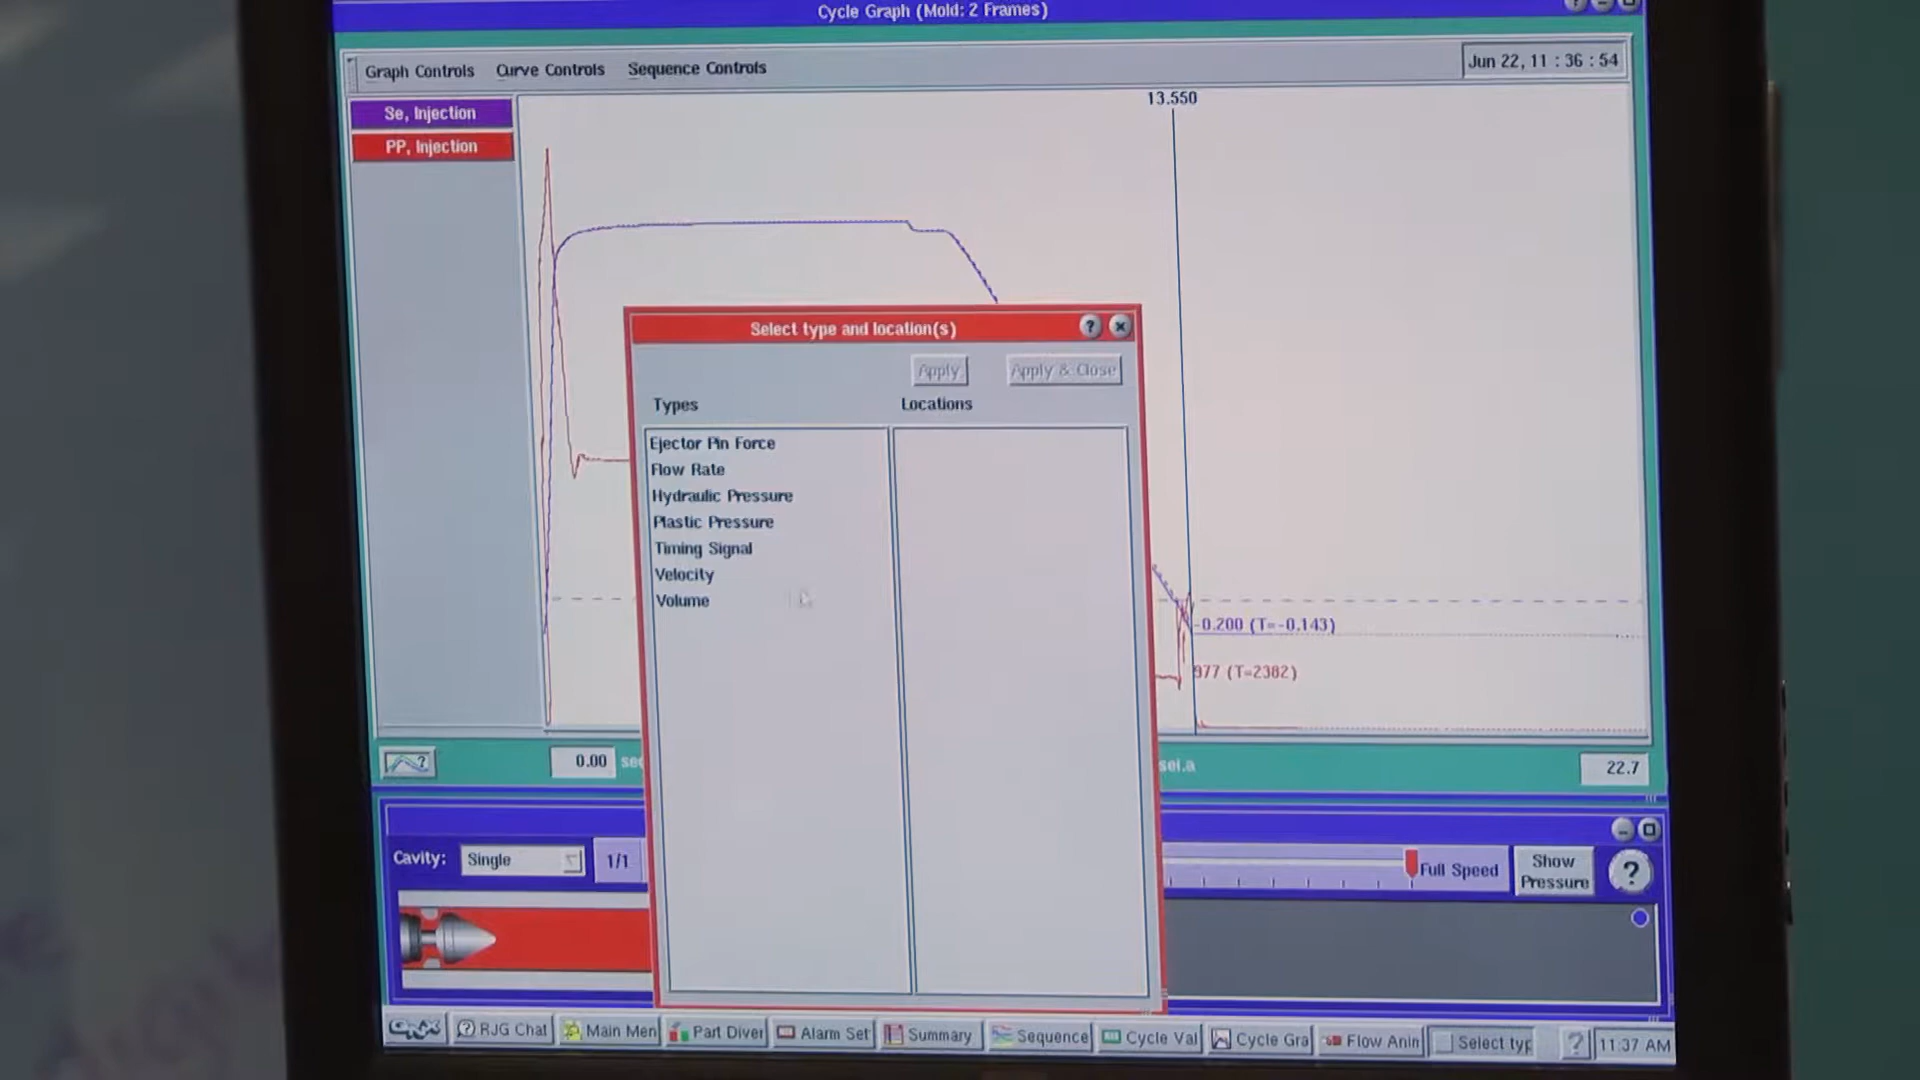 Cycle Graph (Mold: 2 Frames)
Graph Controls Curve Controls Sequence Controls
Jun 22, 11 : 36 : 54
Se, Injection
PP, Injection
13.550
Select type and location(s)
? ×
Apply Apply & Close
Types Locations
Ejector Pin Force
Flow Rate
Hydraulic Pressure
Plastic Pressure
Timing Signal
Velocity
Volume
-0.200 (T=-0.143)
977 (T=2382)
0.00 sec
22.7
Cavity: Single 1/1
Full Speed
Show
Pressure
?
RJG Chat Main Men Part Diver Alarm Set Summary Sequence Cycle Val Cycle Gra Flow Anin Select typ ? 11:37 AM